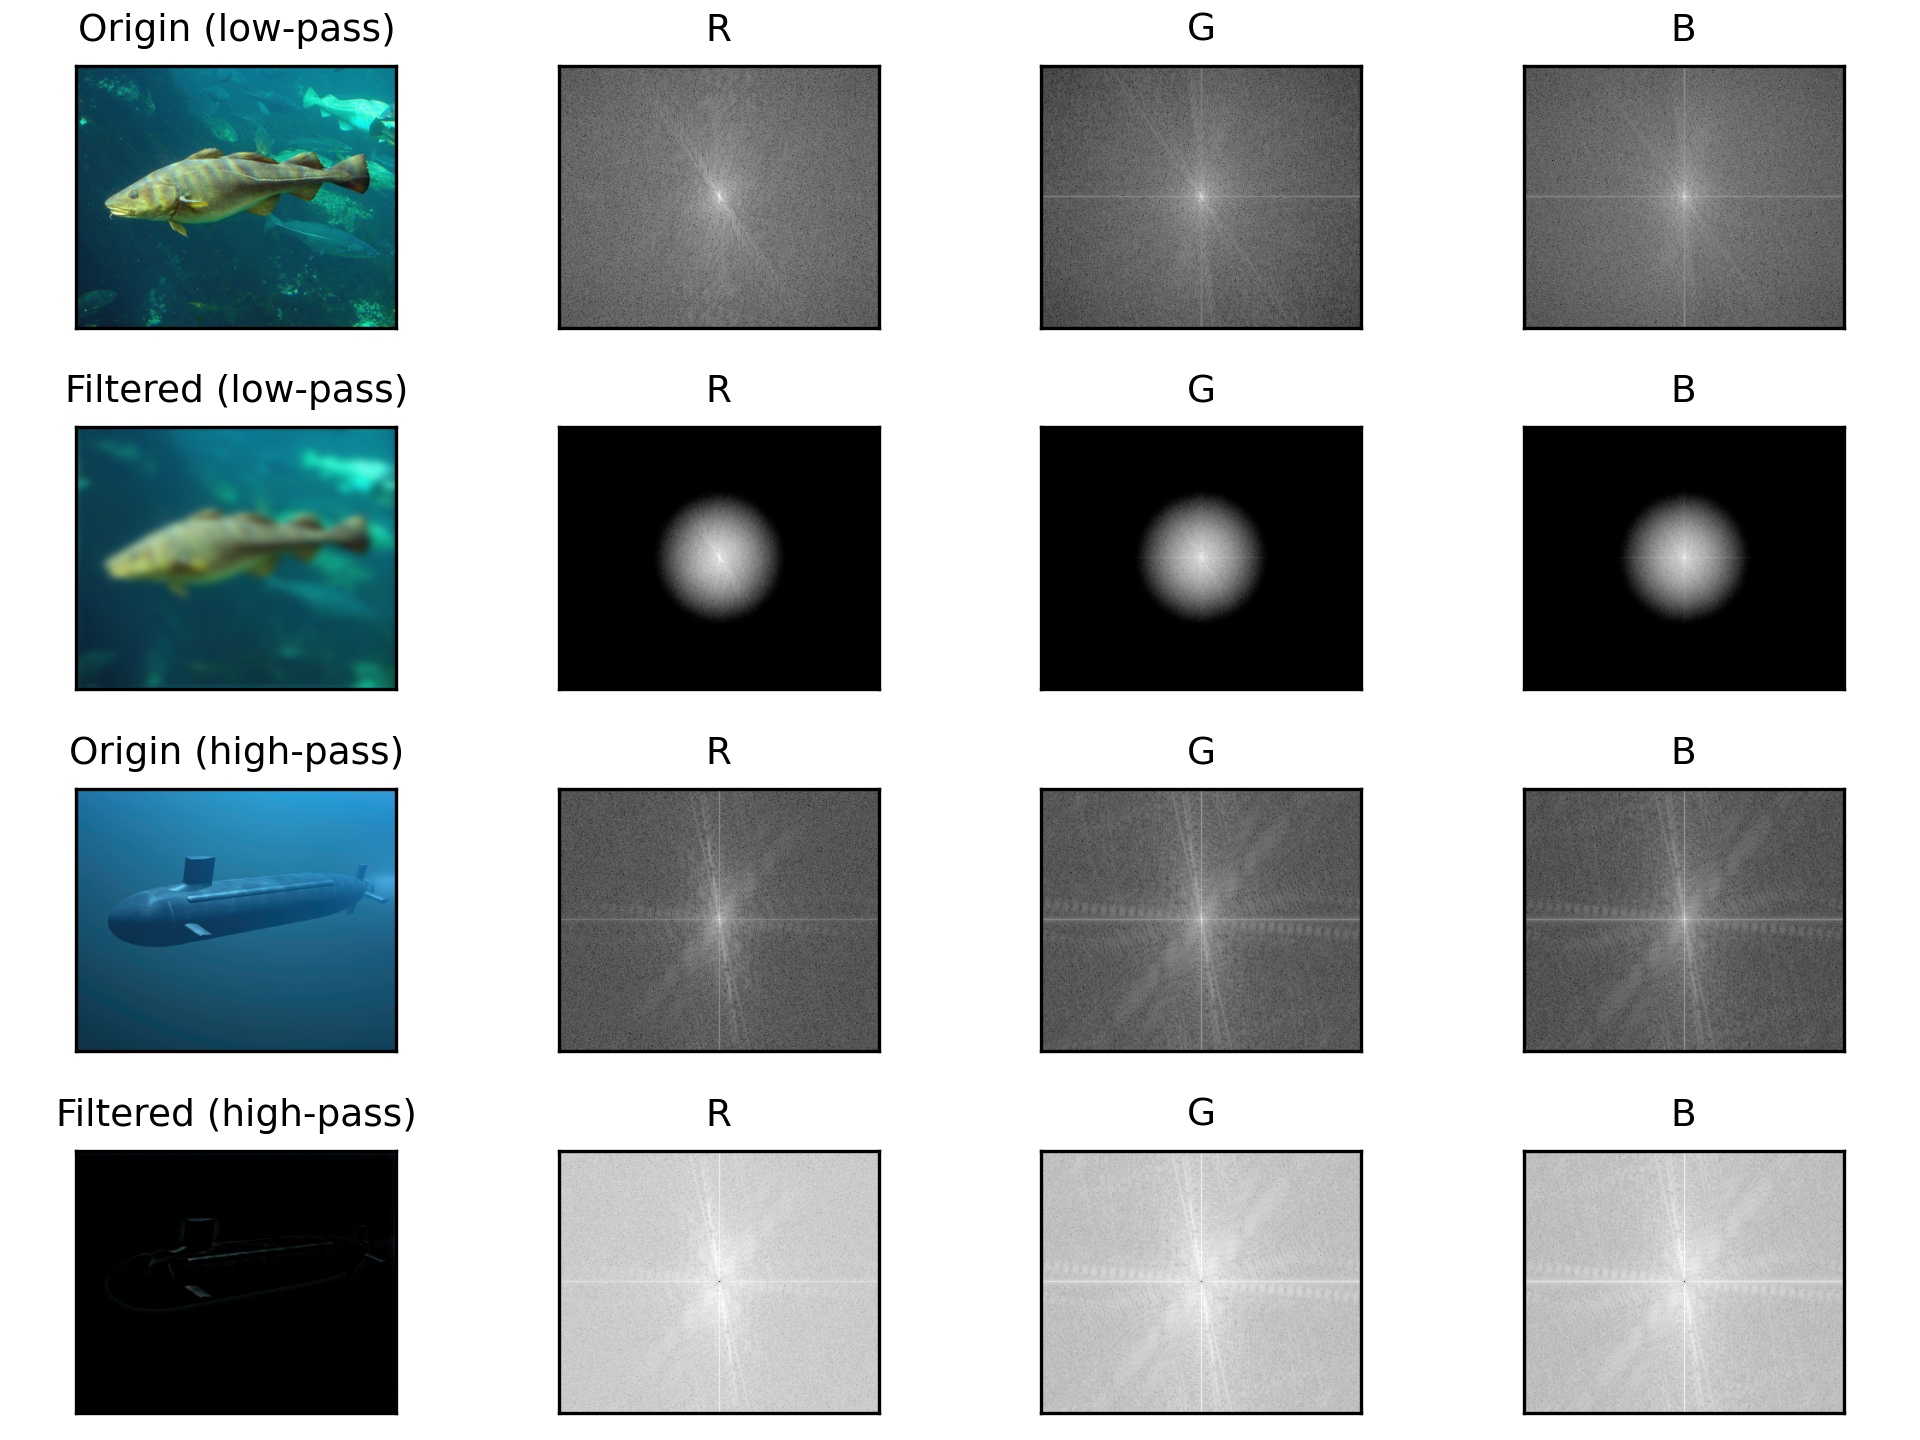 Origin (low-pass) R G B
Filtered (low-pass) R G B
Origin (high-pass) R G B
Filtered (high-pass) R G B